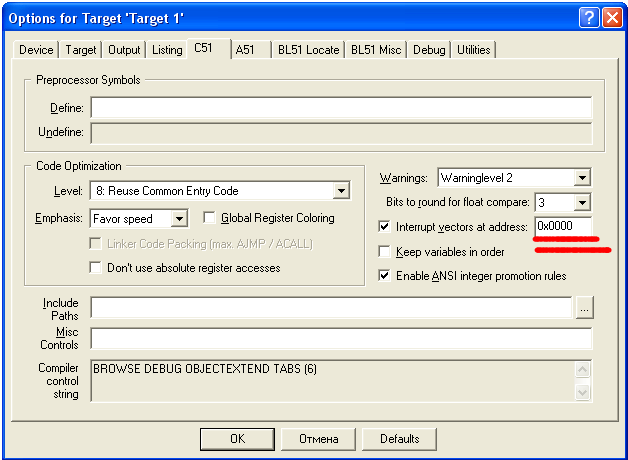 Options for Target 'Target 1'
Device Target Output Listing C51 A51 BL51 Locate BL51 Misc Debug Utilities
Preprocessor Symbols
Define:
Undefine:
Code Optimization
Level: 8: Reuse Common Entry Code
Emphasis: Favor speed Global Register Coloring
Linker Code Packing (max. AJMP / ACALL)
Don't use absolute register accesses
Warnings: Warninglevel 2
Bits to round for float compare: 3
Interrupt vectors at address: 0x0000
Keep variables in order
Enable ANSI integer promotion rules
Include
Paths
...
Misc
Controls
Compiler
control
string
BROWSE DEBUG OBJECTEXTEND TABS (6)
OK Отмена Defaults